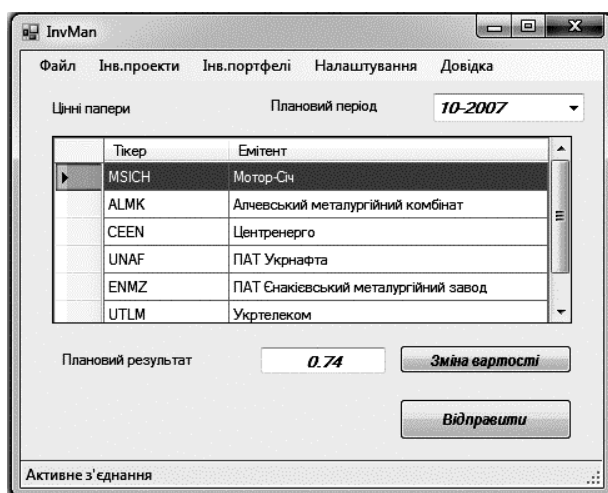 InvMan
Файл Інв.проекти Інв.портфелі Налаштування Довідка
Цінні папери Плановий період 10-2007
Тікер Емітент
MSICH Мотор-Січ
ALMK Алчевський металургійний комбінат
CEEN Центренерго
UNAF ПАТ Укрнафта
ENMZ ПАТ Єнакієвський металургійний завод
UTLM Укртелеком
Плановий результат 0.74 Зміна вартості
Відправити
Активне з'єднання